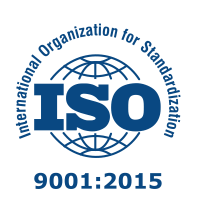 International Organization for Standardization
ISO
9001:2015